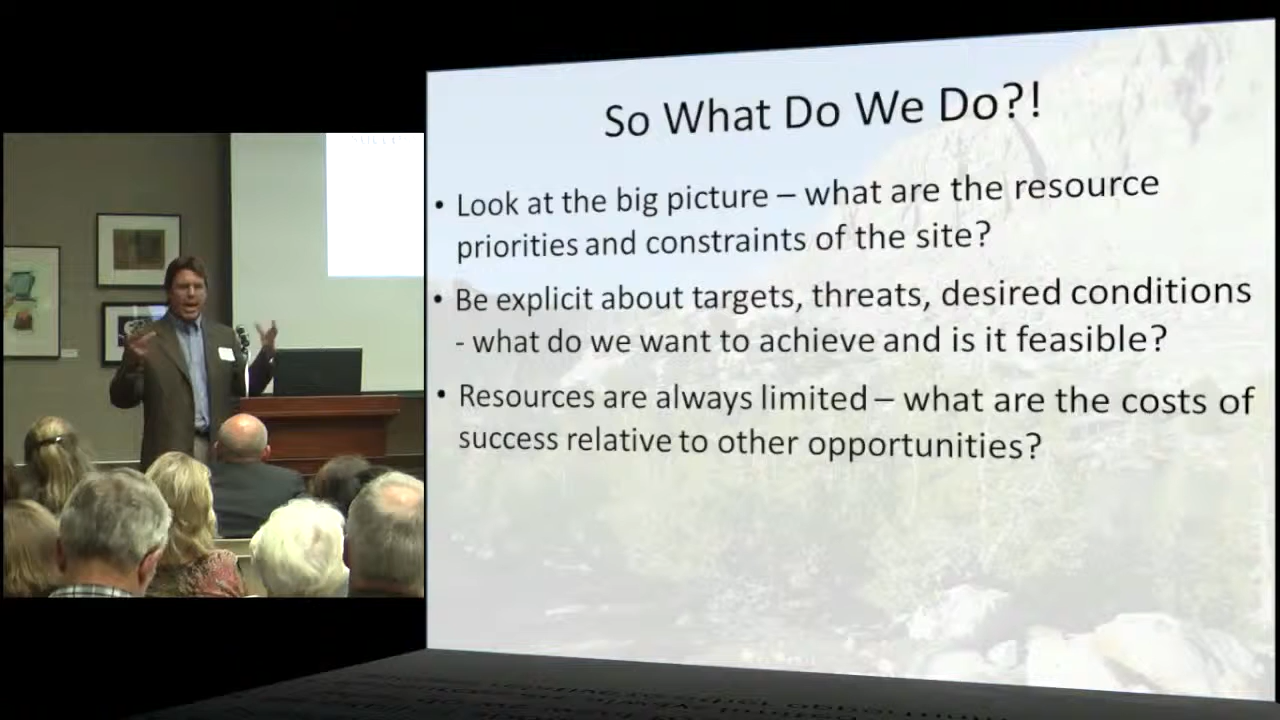 So What Do We Do?!
• Look at the big picture – what are the resource
priorities and constraints of the site?
• Be explicit about targets, threats, desired conditions
- what do we want to achieve and is it feasible?
• Resources are always limited – what are the costs of
success relative to other opportunities?